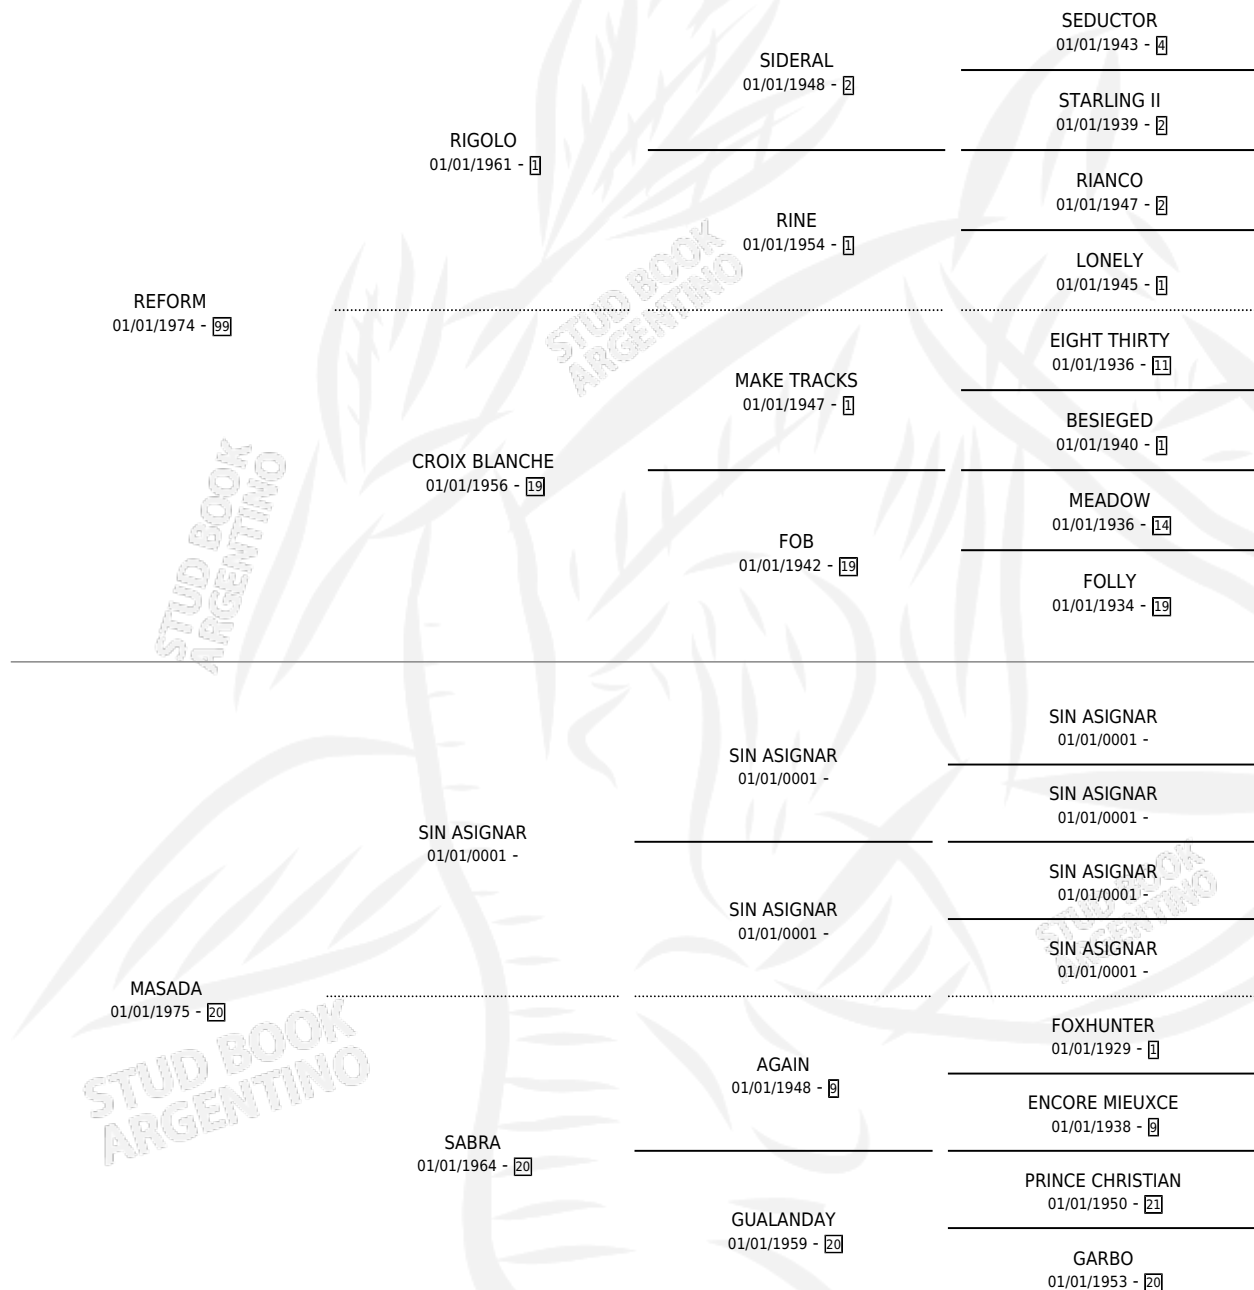 SEDUCTOR
01/01/1943 - 4
SIDERAL
01/01/1948 - 2
STARLING II
01/01/1939 - 2
RIGOLO
01/01/1961 - 1
RIANCO
01/01/1947 - 2
RINE
01/01/1954 - 1
LONELY
01/01/1945 - 1
REFORM
01/01/1974 - 99
EIGHT THIRTY
01/01/1936 - 11
MAKE TRACKS
01/01/1947 - 1
BESIEGED
01/01/1940 - 1
CROIX BLANCHE
01/01/1956 - 19
MEADOW
01/01/1936 - 14
FOB
01/01/1942 - 19
FOLLY
01/01/1934 - 19
STUD BOOK
ARGENTINO
STUD BOOK
ARGENTINO
SIN ASIGNAR
01/01/0001 -
SIN ASIGNAR
01/01/0001 -
SIN ASIGNAR
01/01/0001 -
SIN ASIGNAR
01/01/0001 -
SIN ASIGNAR
01/01/0001 -
SIN ASIGNAR
01/01/0001 -
SIN ASIGNAR
01/01/0001 -
STUD BOOK
ARGENTINO
MASADA
01/01/1975 - 20
FOXHUNTER
01/01/1929 - 1
AGAIN
01/01/1948 - 9
ENCORE MIEUXCE
01/01/1938 - 9
SABRA
01/01/1964 - 20
PRINCE CHRISTIAN
01/01/1950 - 21
GUALANDAY
01/01/1959 - 20
GARBO
01/01/1953 - 20
STUD BOOK
ARGENTINO